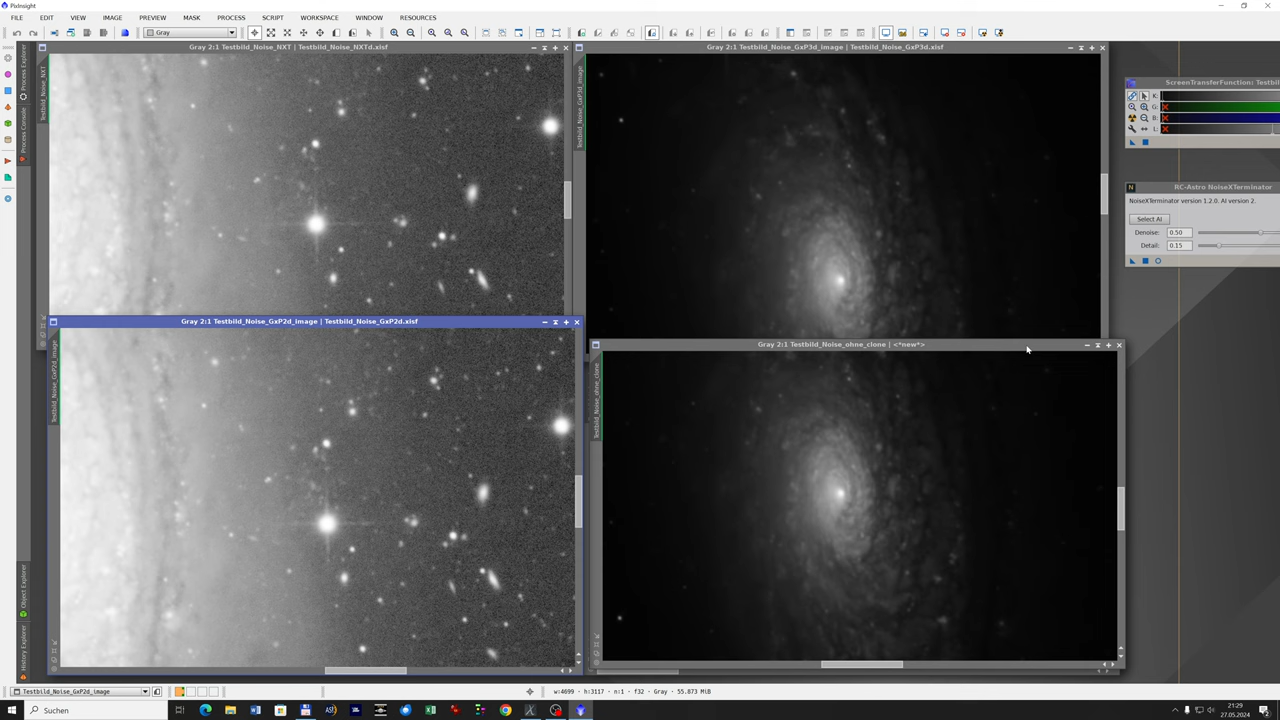 PixInsight
FILE EDIT VIEW IMAGE PREVIEW MASK PROCESS SCRIPT WORKSPACE WINDOW RESOURCES
Gray
Gray 2:1 Testbild_Noise_NXT | Testbild_Noise_NXTd.xisf
Gray 2:1 Testbild_Noise_GxP3d_image | Testbild_Noise_GxP3d.xisf
Process Explorer
Process Console
Testbild_Noise_NXT
Testbild_Noise_GxP3d_image
ScreenTransferFunction: Testbil
K:
G:
B:
L:
RC-Astro NoiseXTerminator
NoiseXTerminator version 1.2.0. AI version 2.
Select AI
Denoise: 0.50
Detail: 0.15
Gray 2:1 Testbild_Noise_GxP2d_image | Testbild_Noise_GxP2d.xisf
Gray 2:1 Testbild_Noise_ohne_clone | <*new*>
Testbild_Noise_GxP2d_image
Testbild_Noise_ohne_clone
Object Explorer
History Explorer
Testbild_Noise_GxP2d_image
w:4699 · h:3117 · n:1 · f32 · Gray · 55.873 MiB
Suchen
21:29
27.05.2024